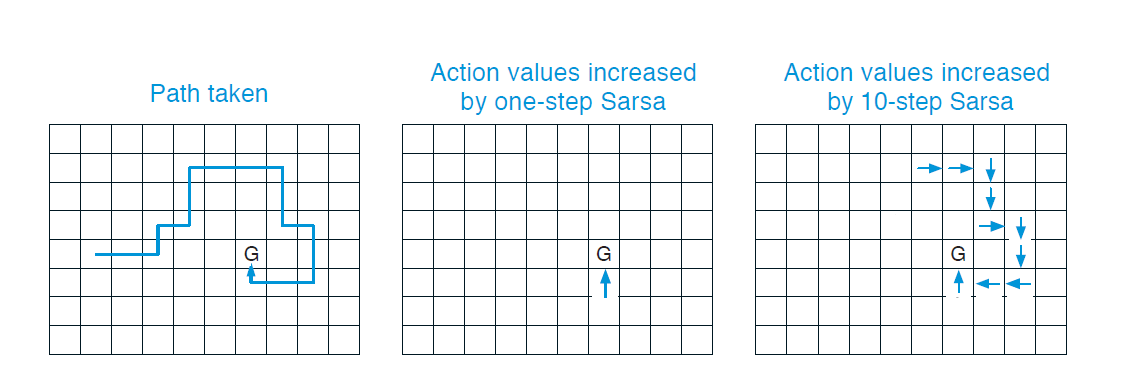 Path taken
Action values increased
by one-step Sarsa
Action values increased
by 10-step Sarsa
G
G
G